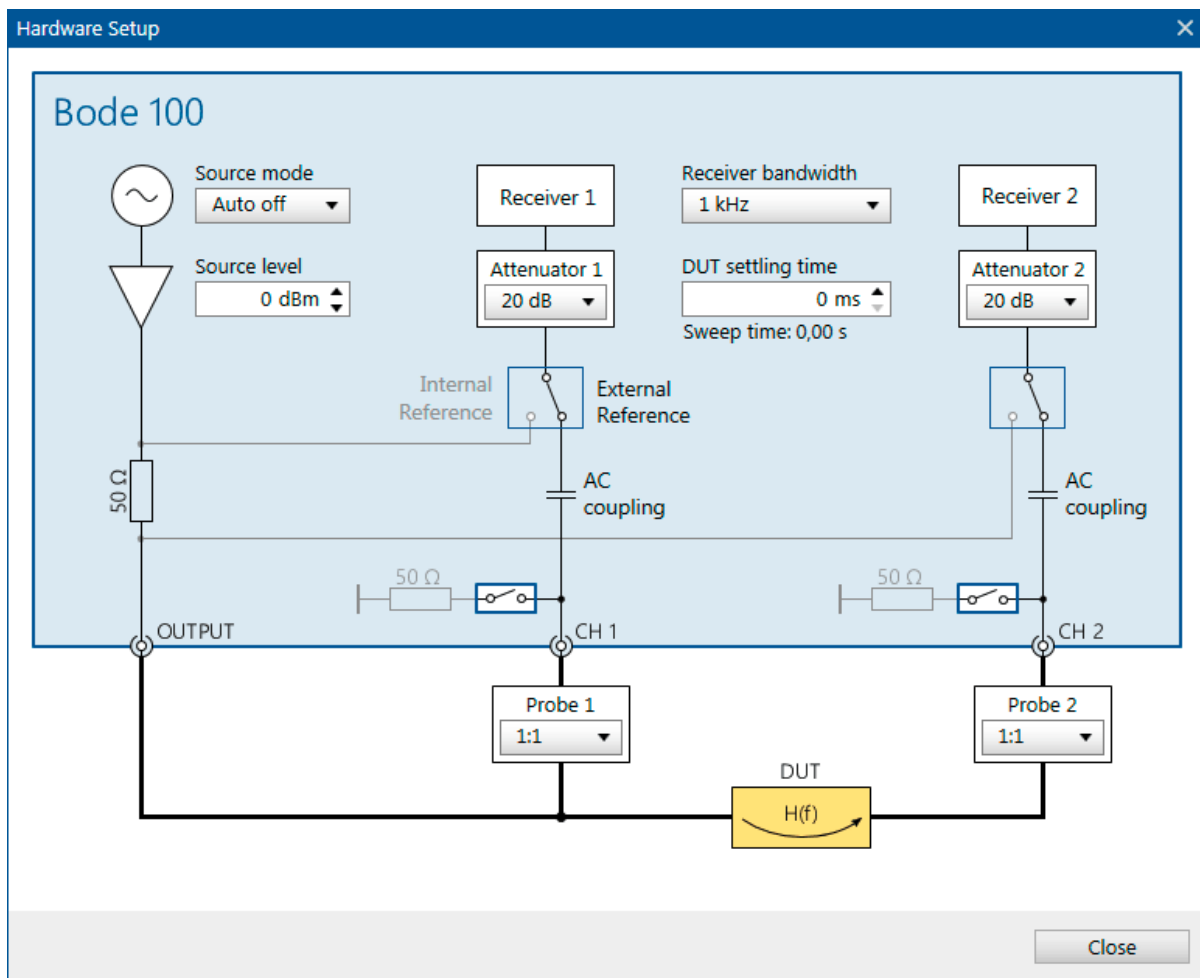 Hardware Setup
Bode 100
Source mode
Auto off
Source level
0 dBm
Receiver 1
Attenuator 1
20 dB
Receiver bandwidth
1 kHz
DUT settling time
0 ms
Sweep time: 0,00 s
Receiver 2
Attenuator 2
20 dB
Internal
Reference
External
Reference
50 Ω
AC
coupling
AC
coupling
50 Ω
50 Ω
OUTPUT
CH 1
CH 2
Probe 1
1:1
Probe 2
1:1
DUT
H(f)
Close